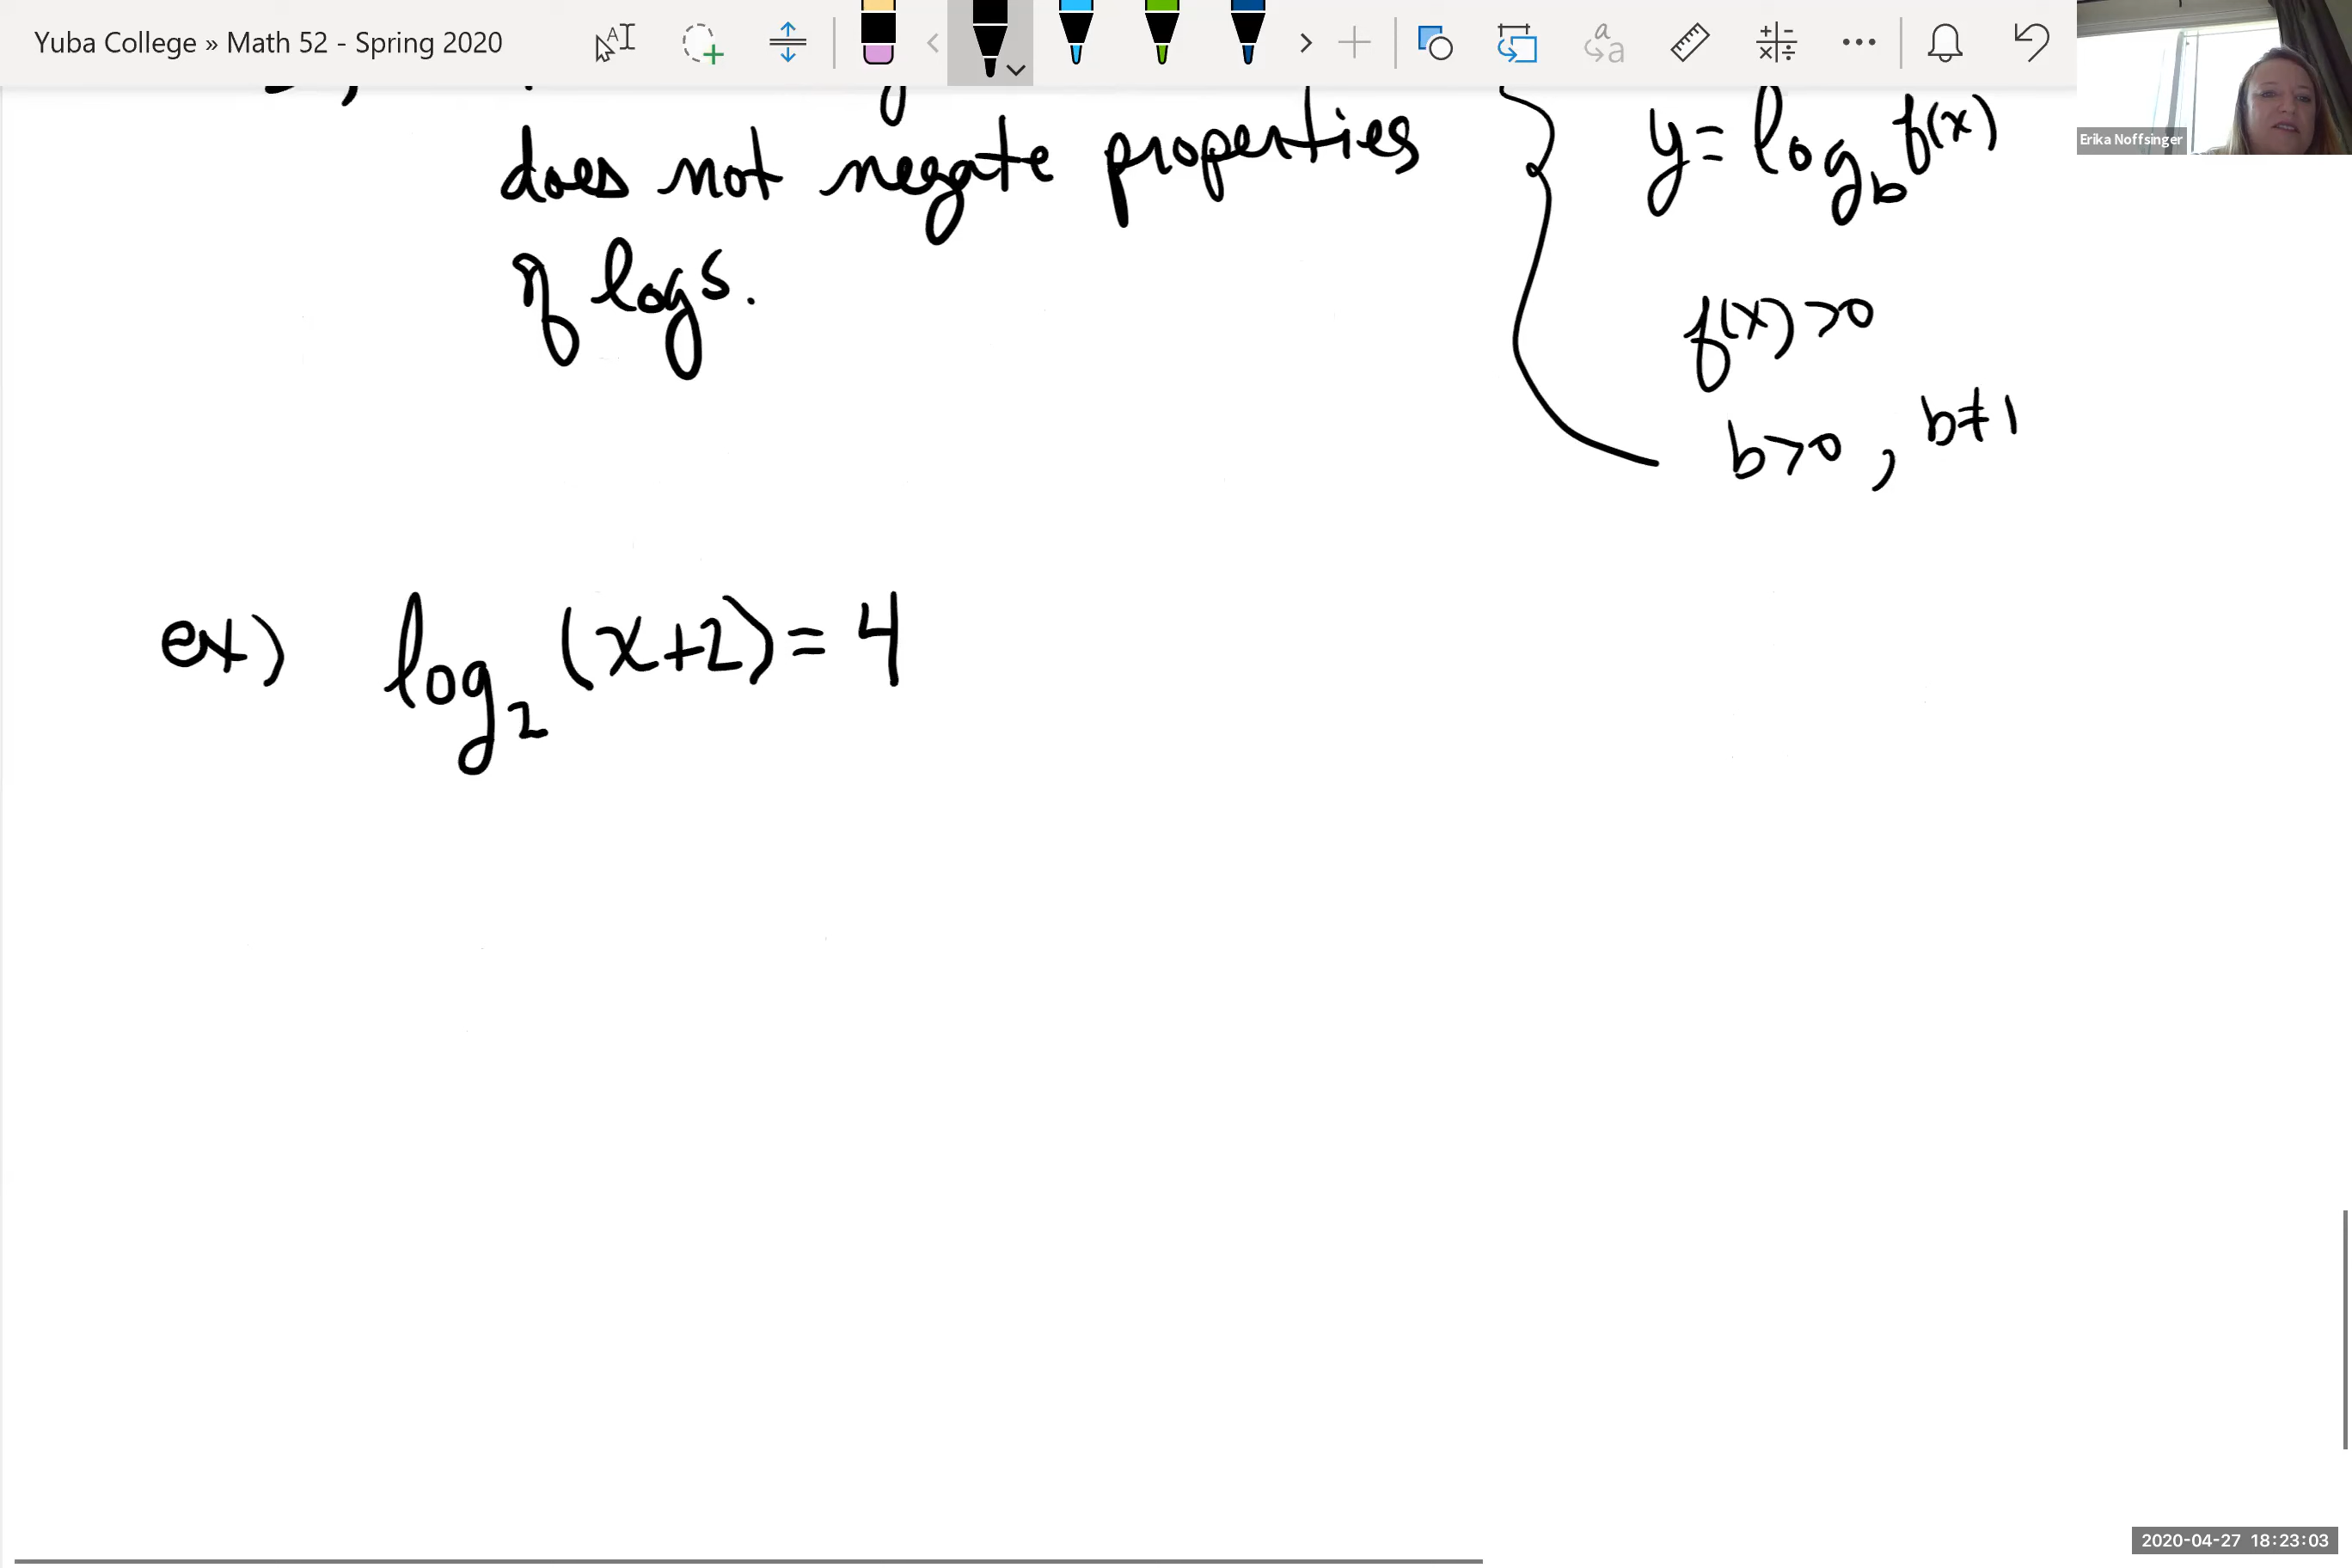 Yuba College » Math 52 - Spring 2020
Erika Noffsinger
does not negate properties
of logs.
y = log_b f(x)
f(x) > 0
b > 0 , b ≠ 1
ex) log_2 (x+2) = 4
2020-04-27 18:23:03